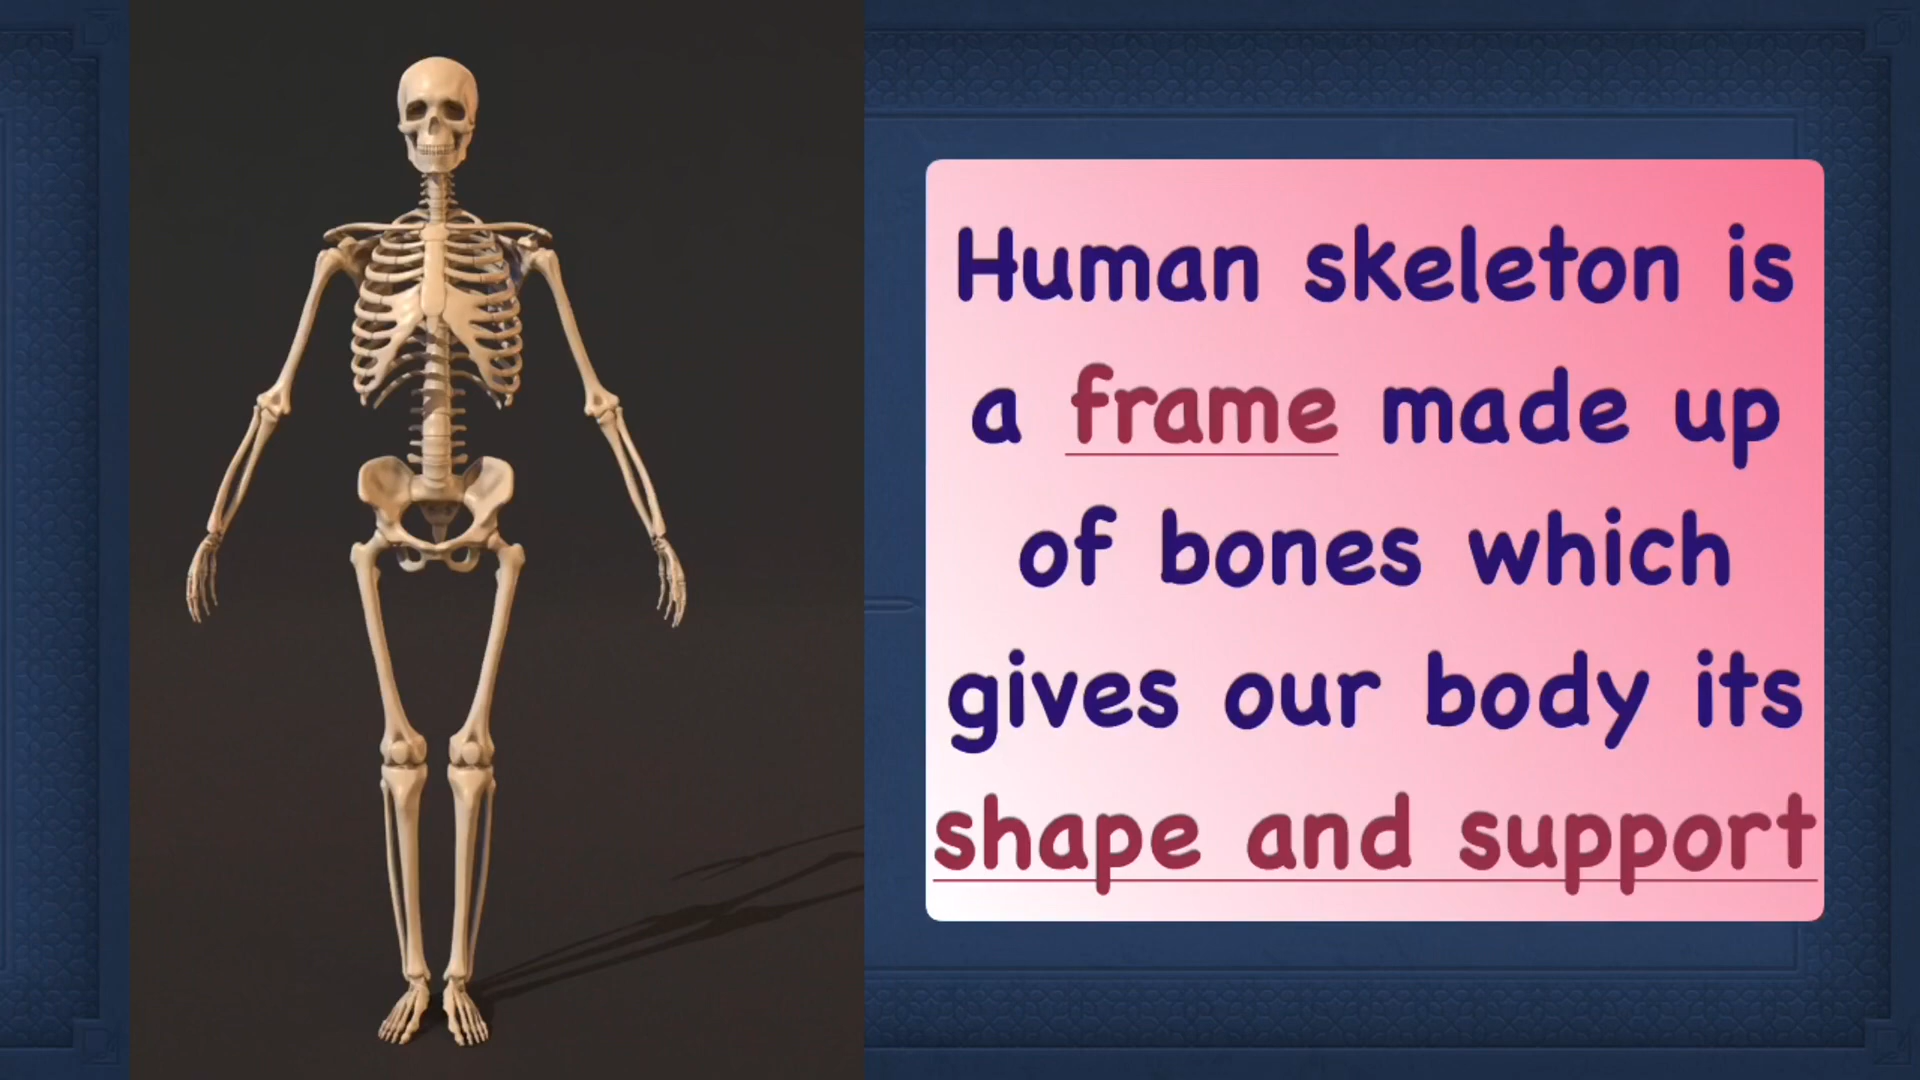 Human skeleton is
a frame made up
of bones which
gives our body its
shape and support